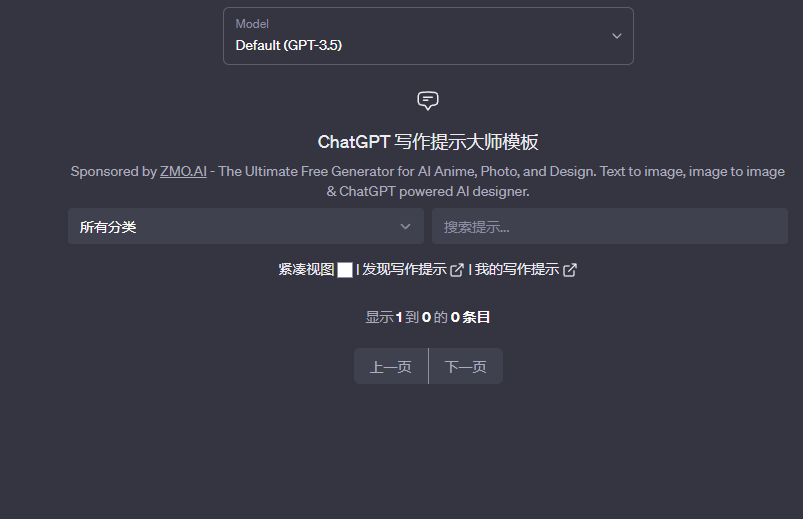 Model
Default (GPT-3.5)
ChatGPT 写作提示大师模板
Sponsored by ZMO.AI - The Ultimate Free Generator for AI Anime, Photo, and Design. Text to image, image to image
& ChatGPT powered AI designer.
所有分类 搜索提示...
紧凑视图 | 发现写作提示 | 我的写作提示
显示 1 到 0 的 0 条目
上一页 下一页